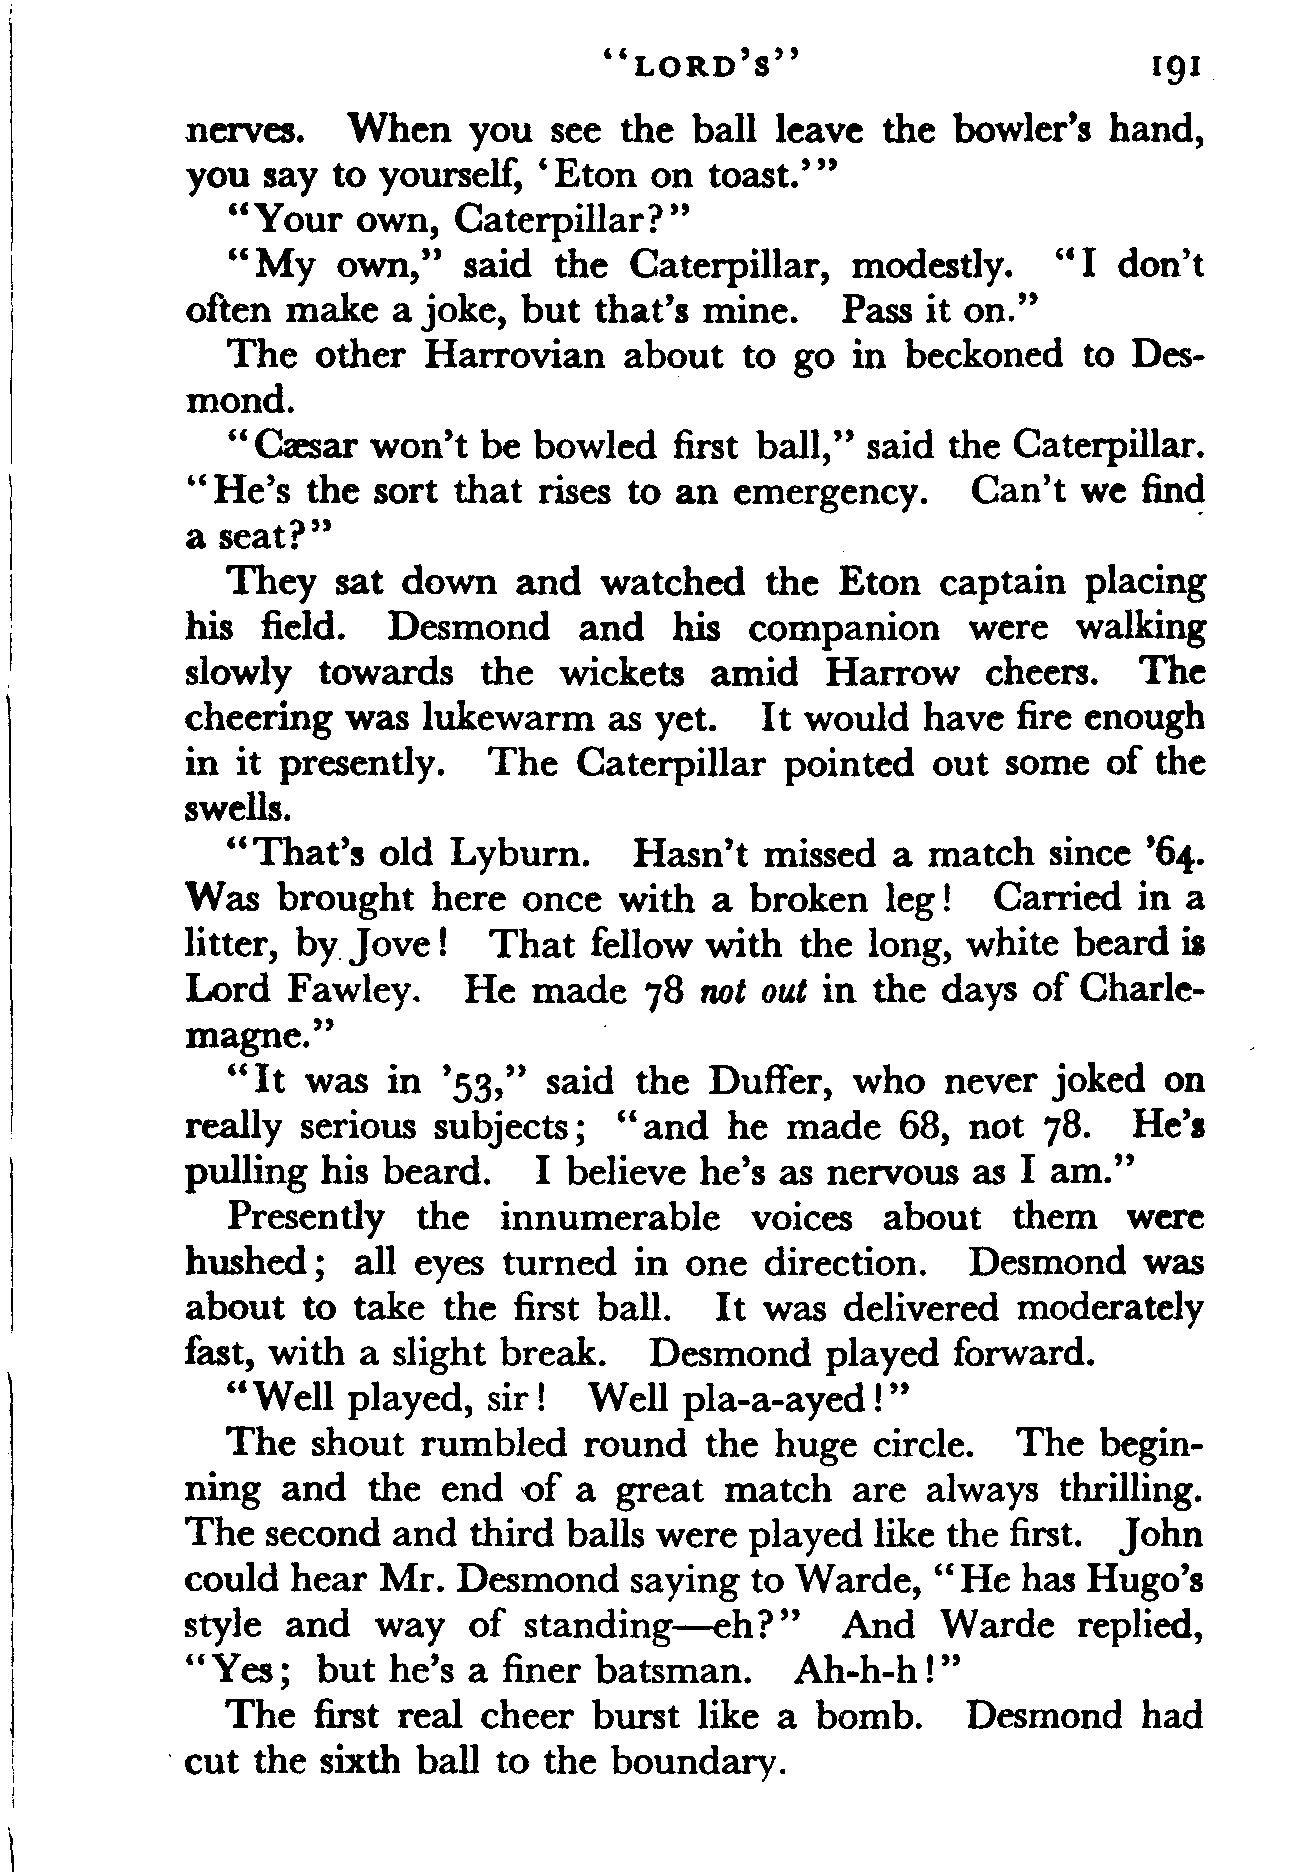 "LORD'S" 191
nerves. When you see the ball leave the bowler's hand,
you say to yourself, 'Eton on toast.'"
"Your own, Caterpillar?"
"My own," said the Caterpillar, modestly. "I don't
often make a joke, but that's mine. Pass it on."
The other Harrovian about to go in beckoned to Des-
mond.
"Cæsar won't be bowled first ball," said the Caterpillar.
"He's the sort that rises to an emergency. Can't we find
a seat?"
They sat down and watched the Eton captain placing
his field. Desmond and his companion were walking
slowly towards the wickets amid Harrow cheers. The
cheering was lukewarm as yet. It would have fire enough
in it presently. The Caterpillar pointed out some of the
swells.
"That's old Lyburn. Hasn't missed a match since '64.
Was brought here once with a broken leg! Carried in a
litter, by Jove! That fellow with the long, white beard is
Lord Fawley. He made 78 not out in the days of Charle-
magne."
"It was in '53," said the Duffer, who never joked on
really serious subjects; "and he made 68, not 78. He's
pulling his beard. I believe he's as nervous as I am."
Presently the innumerable voices about them were
hushed; all eyes turned in one direction. Desmond was
about to take the first ball. It was delivered moderately
fast, with a slight break. Desmond played forward.
"Well played, sir! Well pla-a-ayed!"
The shout rumbled round the huge circle. The begin-
ning and the end of a great match are always thrilling.
The second and third balls were played like the first. John
could hear Mr. Desmond saying to Warde, "He has Hugo's
style and way of standing—eh?" And Warde replied,
"Yes; but he's a finer batsman. Ah-h-h!"
The first real cheer burst like a bomb. Desmond had
cut the sixth ball to the boundary.